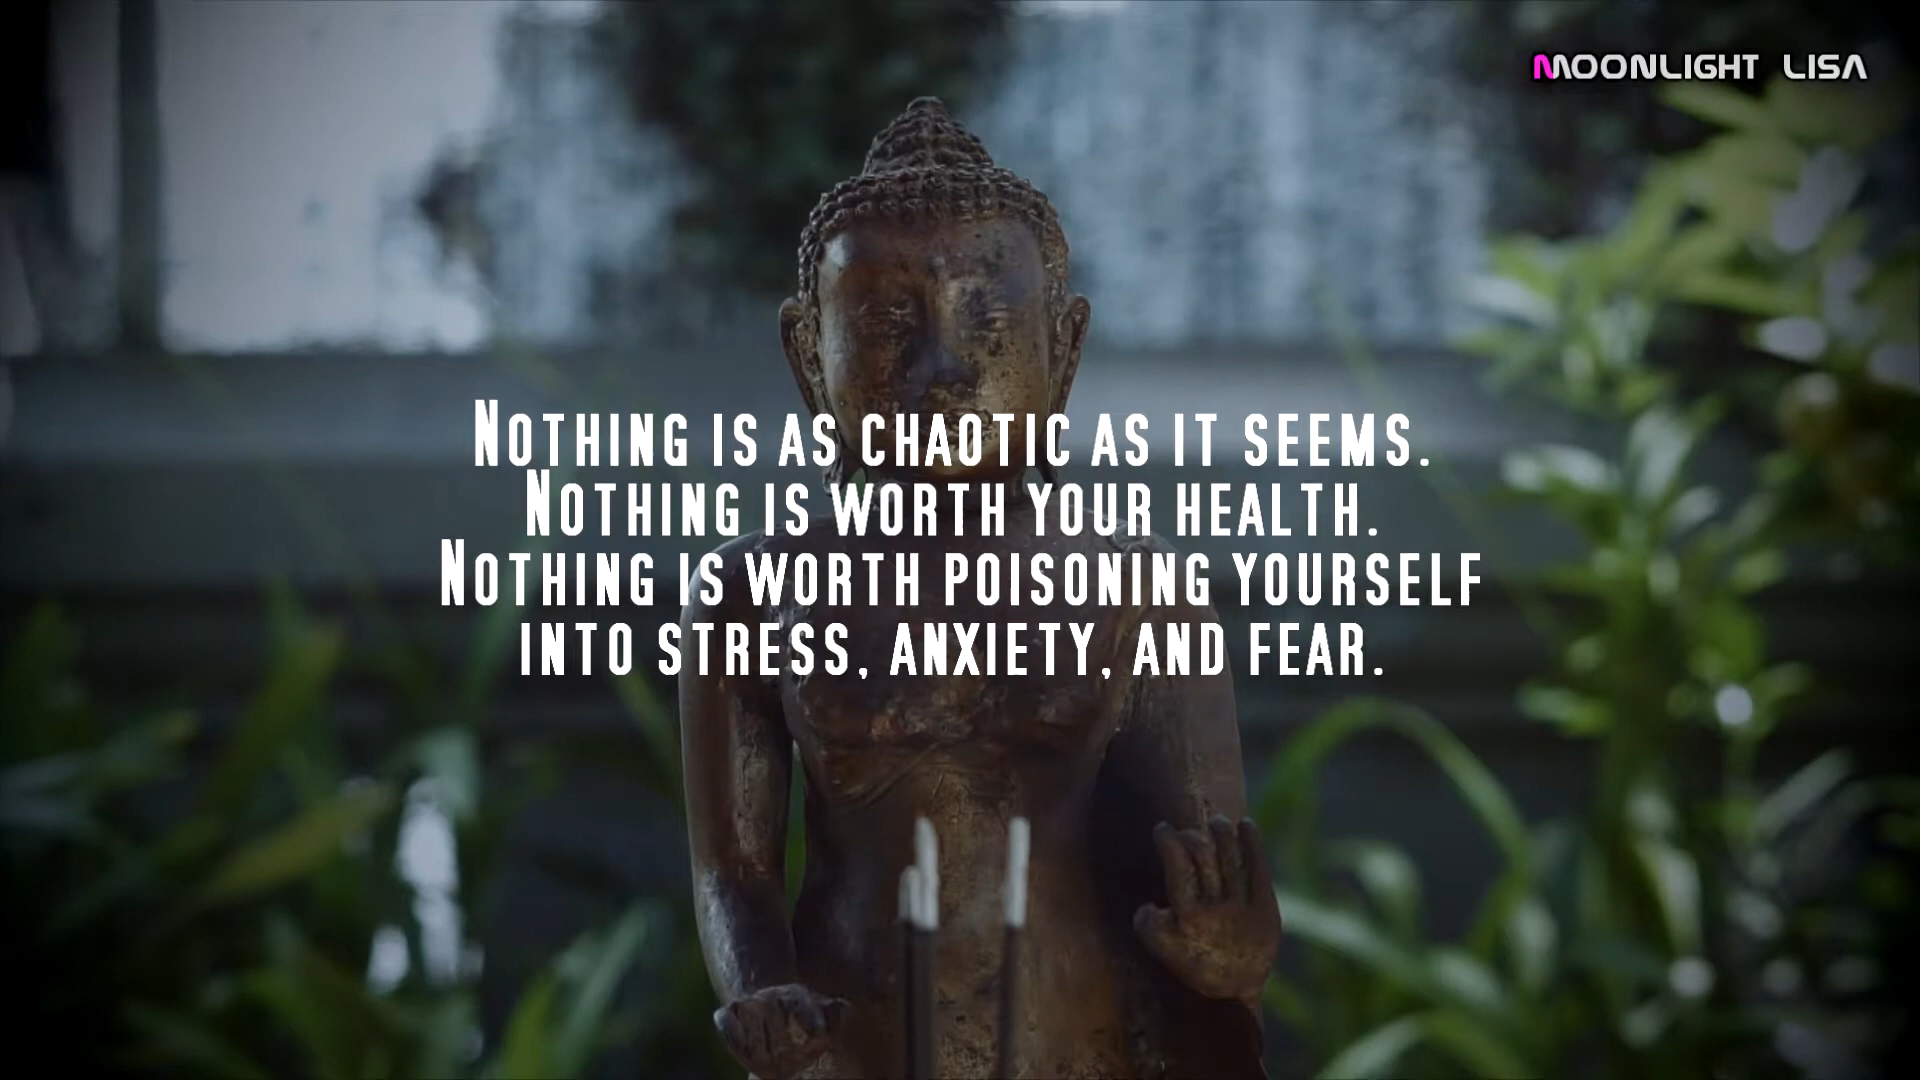 MOONLIGHT LISA
Nothing is as chaotic as it seems.
Nothing is worth your health.
Nothing is worth poisoning yourself
into stress, anxiety, and fear.